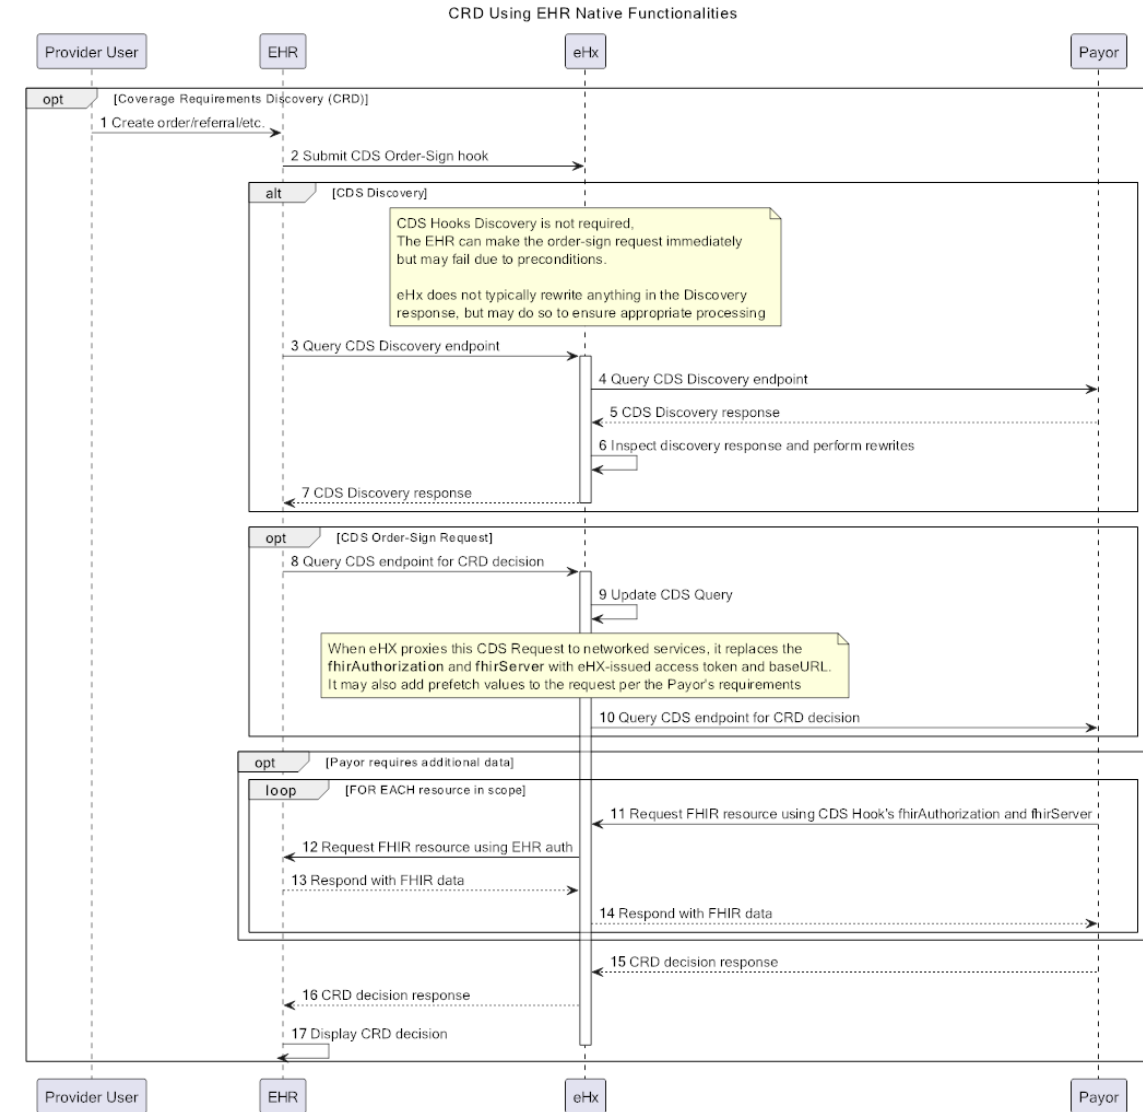 CRD Using EHR Native Functionalities
Provider User
EHR
eHx
Payor
opt
[Coverage Requirements Discovery (CRD)]
1 Create order/referral/etc.
2 Submit CDS Order-Sign hook
alt
[CDS Discovery]
CDS Hooks Discovery is not required,
The EHR can make the order-sign request immediately
but may fail due to preconditions.
eHx does not typically rewrite anything in the Discovery
response, but may do so to ensure appropriate processing
3 Query CDS Discovery endpoint
4 Query CDS Discovery endpoint
5 CDS Discovery response
6 Inspect discovery response and perform rewrites
7 CDS Discovery response
opt
[CDS Order-Sign Request]
8 Query CDS endpoint for CRD decision
9 Update CDS Query
When eHX proxies this CDS Request to networked services, it replaces the
fhirAuthorization and fhirServer with eHX-issued access token and baseURL.
It may also add prefetch values to the request per the Payor's requirements
10 Query CDS endpoint for CRD decision
opt
[Payor requires additional data]
loop
[FOR EACH resource in scope]
11 Request FHIR resource using CDS Hook's fhirAuthorization and fhirServer
12 Request FHIR resource using EHR auth
13 Respond with FHIR data
14 Respond with FHIR data
15 CRD decision response
16 CRD decision response
17 Display CRD decision
Provider User
EHR
eHx
Payor